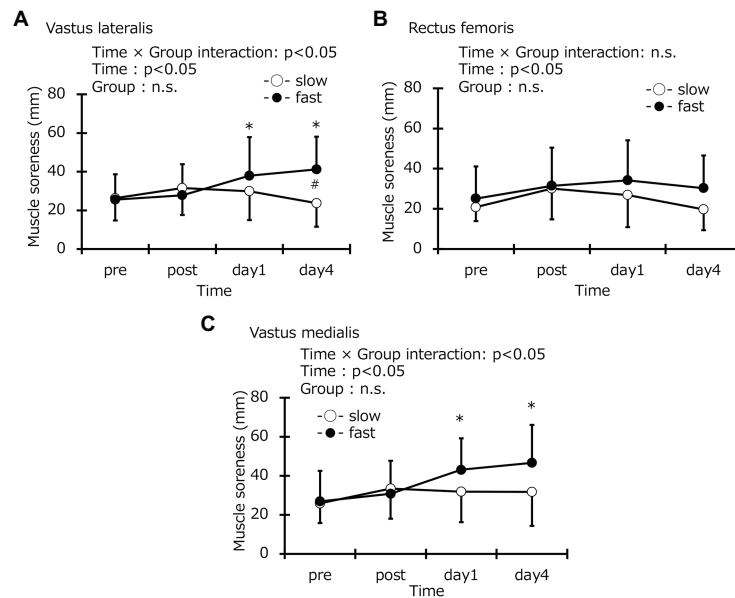 A
Vastus lateralis
Time × Group interaction: p<0.05
Time : p<0.05
Group : n.s.
-○- slow
-●- fast
Muscle soreness (mm)
80
60
40
20
0
*
*
#
pre
post
day1
day4
Time
B
Rectus femoris
Time × Group interaction: n.s.
Time : p<0.05
Group : n.s.
-○- slow
-●- fast
Muscle soreness (mm)
80
60
40
20
0
pre
post
day1
day4
Time
C
Vastus medialis
Time × Group interaction: p<0.05
Time : p<0.05
Group : n.s.
-○- slow
-●- fast
Muscle soreness (mm)
80
60
40
20
0
*
*
pre
post
day1
day4
Time